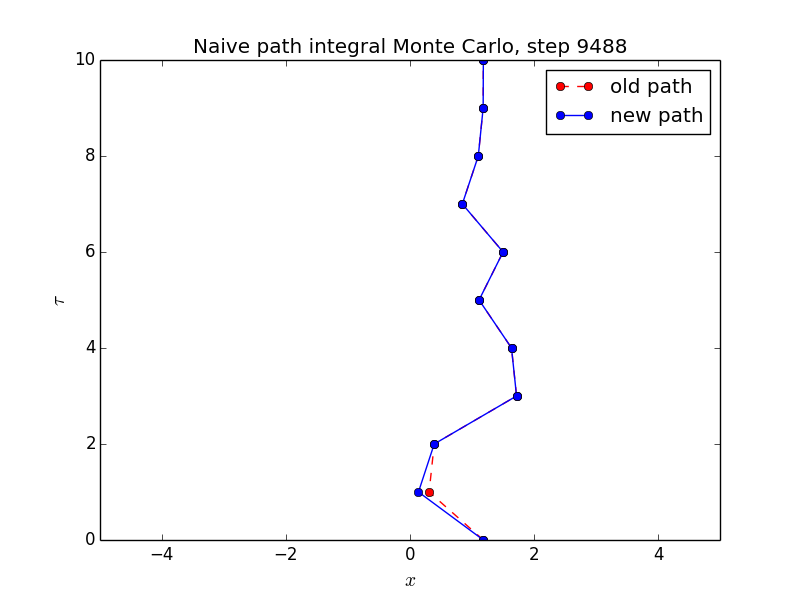 Naive path integral Monte Carlo, step 9488
10
8
6
4
2
0
τ
old path
new path
−4
−2
0
2
4
x